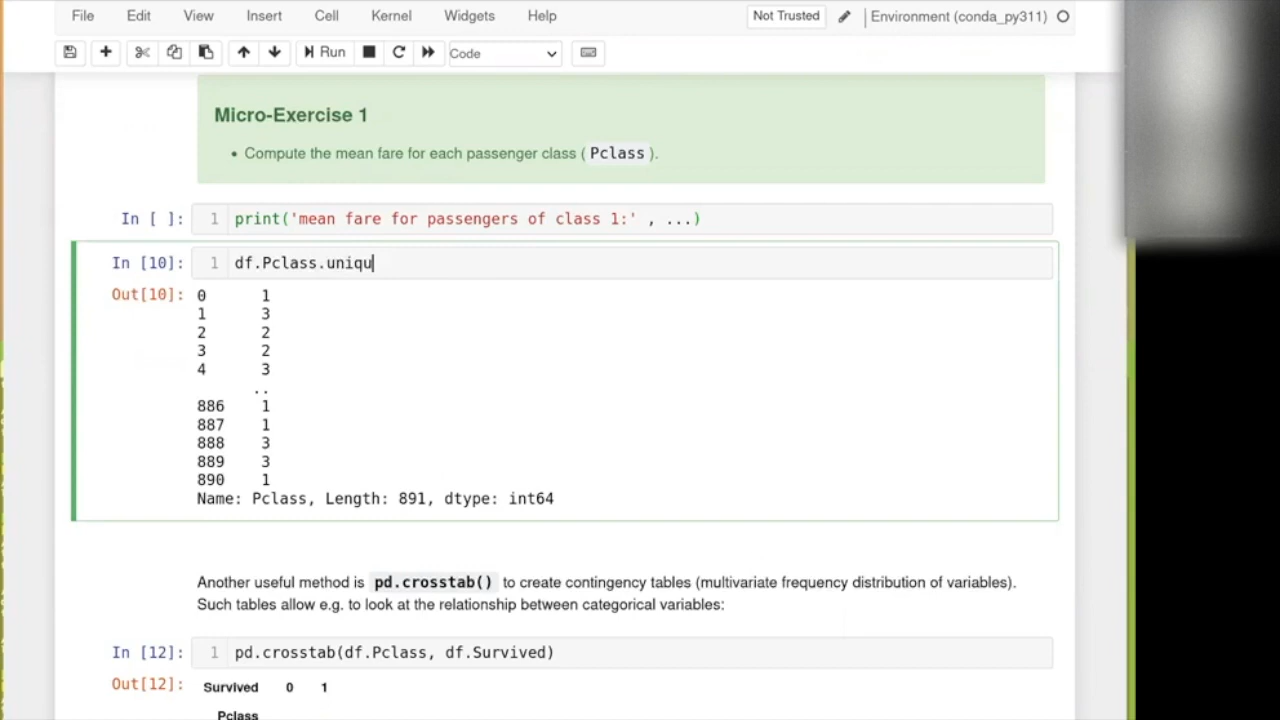 File Edit View Insert Cell Kernel Widgets Help Not Trusted Environment (conda_py311)
Run Code
Micro-Exercise 1
• Compute the mean fare for each passenger class ( Pclass ).
In [ ]: 1 print('mean fare for passengers of class 1:' , ...)
In [10]: 1 df.Pclass.uniqu
Out[10]: 0 1
1 3
2 2
3 2
4 3
..
886 1
887 1
888 3
889 3
890 1
Name: Pclass, Length: 891, dtype: int64
Another useful method is pd.crosstab() to create contingency tables (multivariate frequency distribution of variables).
Such tables allow e.g. to look at the relationship between categorical variables:
In [12]: 1 pd.crosstab(df.Pclass, df.Survived)
Out[12]: Survived 0 1
Pclass